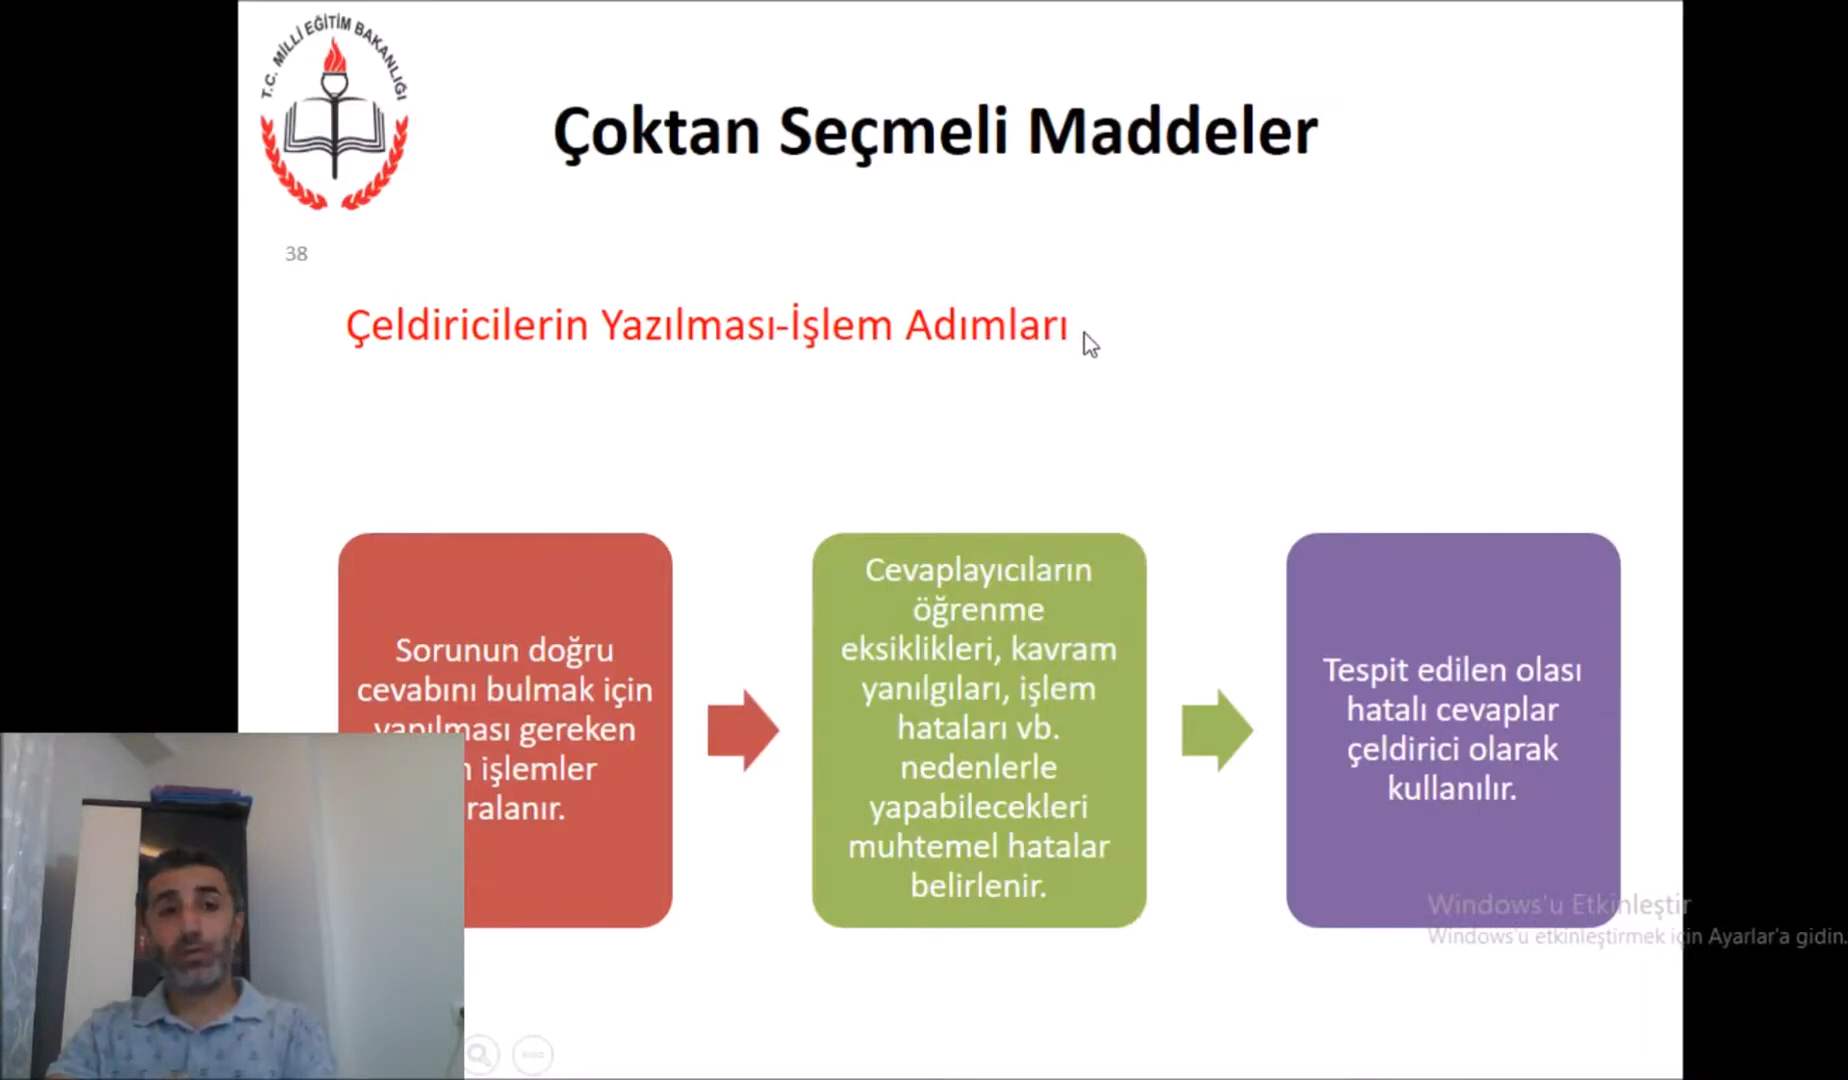 T.C. MİLLİ EĞİTİM BAKANLIĞI
Çoktan Seçmeli Maddeler
38
Çeldiricilerin Yazılması-İşlem Adımları
Sorunun doğru
cevabını bulmak için
yapılması gereken
işlemler
ralanır.
Cevaplayıcıların
öğrenme
eksiklikleri, kavram
yanılgıları, işlem
hataları vb.
nedenlerle
yapabilecekleri
muhtemel hatalar
belirlenir.
Tespit edilen olası
hatalı cevaplar
çeldirici olarak
kullanılır.
Windows'u Etkinleştir
Windows'u etkinleştirmek için Ayarlar'a gidin.